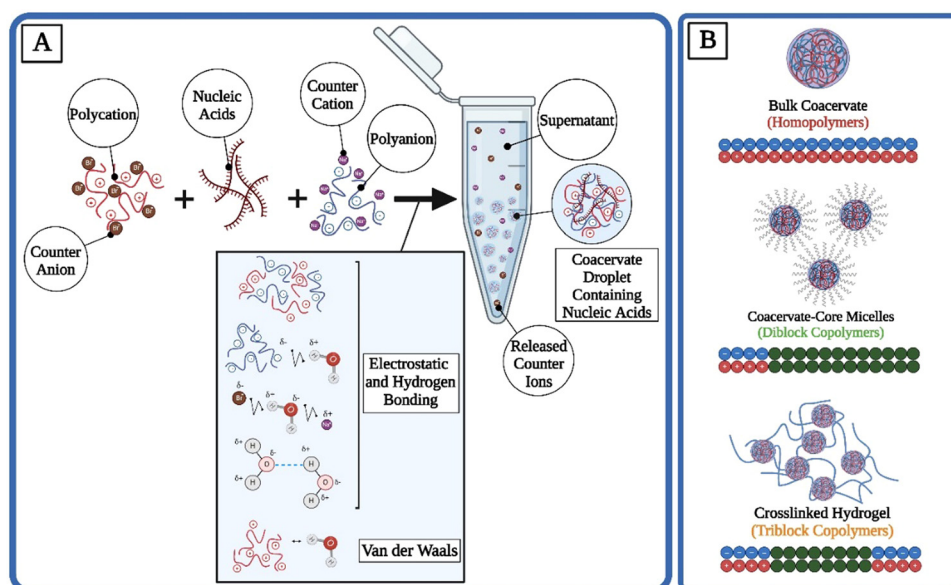 A
Polycation
Nucleic
Acids
Counter
Cation
Polyanion
Counter
Anion
Supernatant
Coacervate
Droplet
Containing
Nucleic Acids
Released
Counter
Ions
Electrostatic
and Hydrogen
Bonding
Van der Waals
B
Bulk Coacervate
(Homopolymers)
Coacervate-Core Micelles
(Diblock Copolymers)
Crosslinked Hydrogel
(Triblock Copolymers)